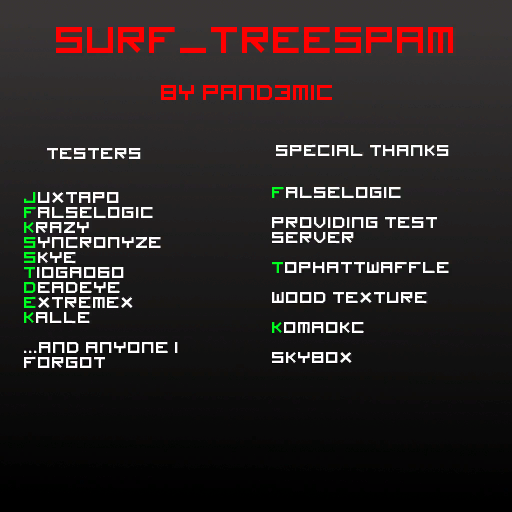 SURF_TREESPAM
BY PAND3MIC
TESTERS
JUXTAPO
FALSELOGIC
KRAZY
SYNCRONYZE
SKYE
TIOGA060
DEADEYE
EXTREMEX
KALLE
...AND ANYONE I
FORGOT
SPECIAL THANKS
FALSELOGIC
PROVIDING TEST
SERVER
TOPHATTWAFFLE
WOOD TEXTURE
KOMAOKC
SKYBOX